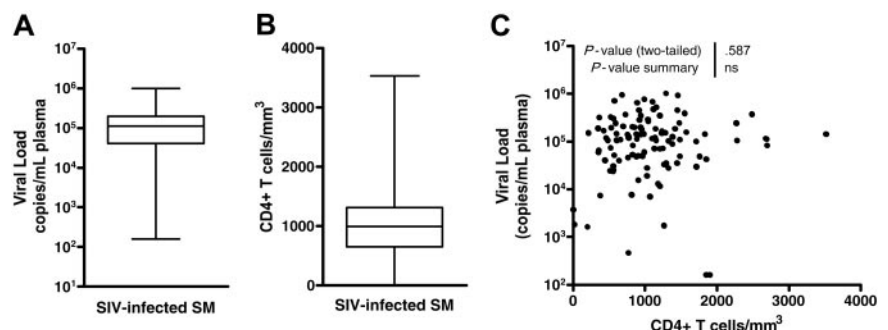 A
Viral Load
copies/mL plasma
10⁷
10⁶
10⁵
10⁴
10³
10²
10¹
SIV-infected SM
B
CD4+ T cells/mm³
4000
3000
2000
1000
0
SIV-infected SM
C
P-value (two-tailed) .587
P-value summary ns
Viral Load
(copies/mL plasma)
10⁷
10⁶
10⁵
10⁴
10³
10²
0 1000 2000 3000 4000
CD4+ T cells/mm³